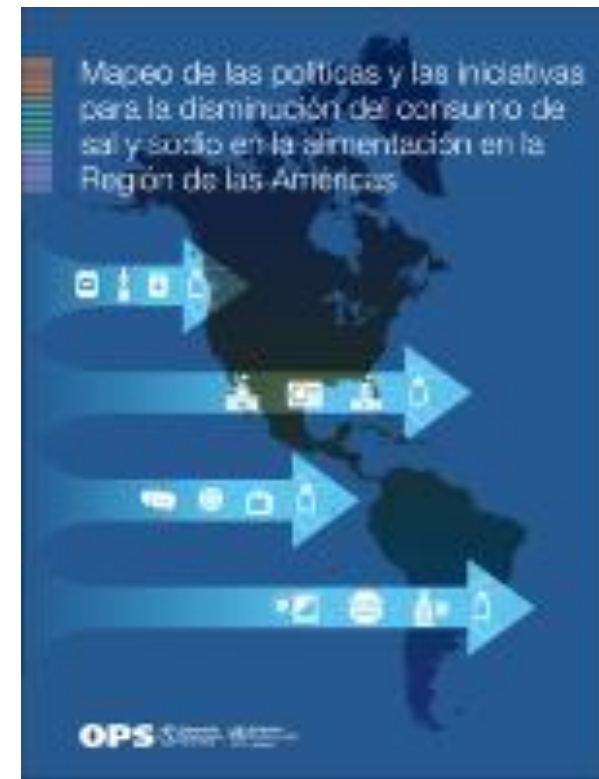 Mapeo de las políticas y las iniciativas
para la disminución del consumo de
sal y sodio en la alimentación en la
Región de las Américas
OPS